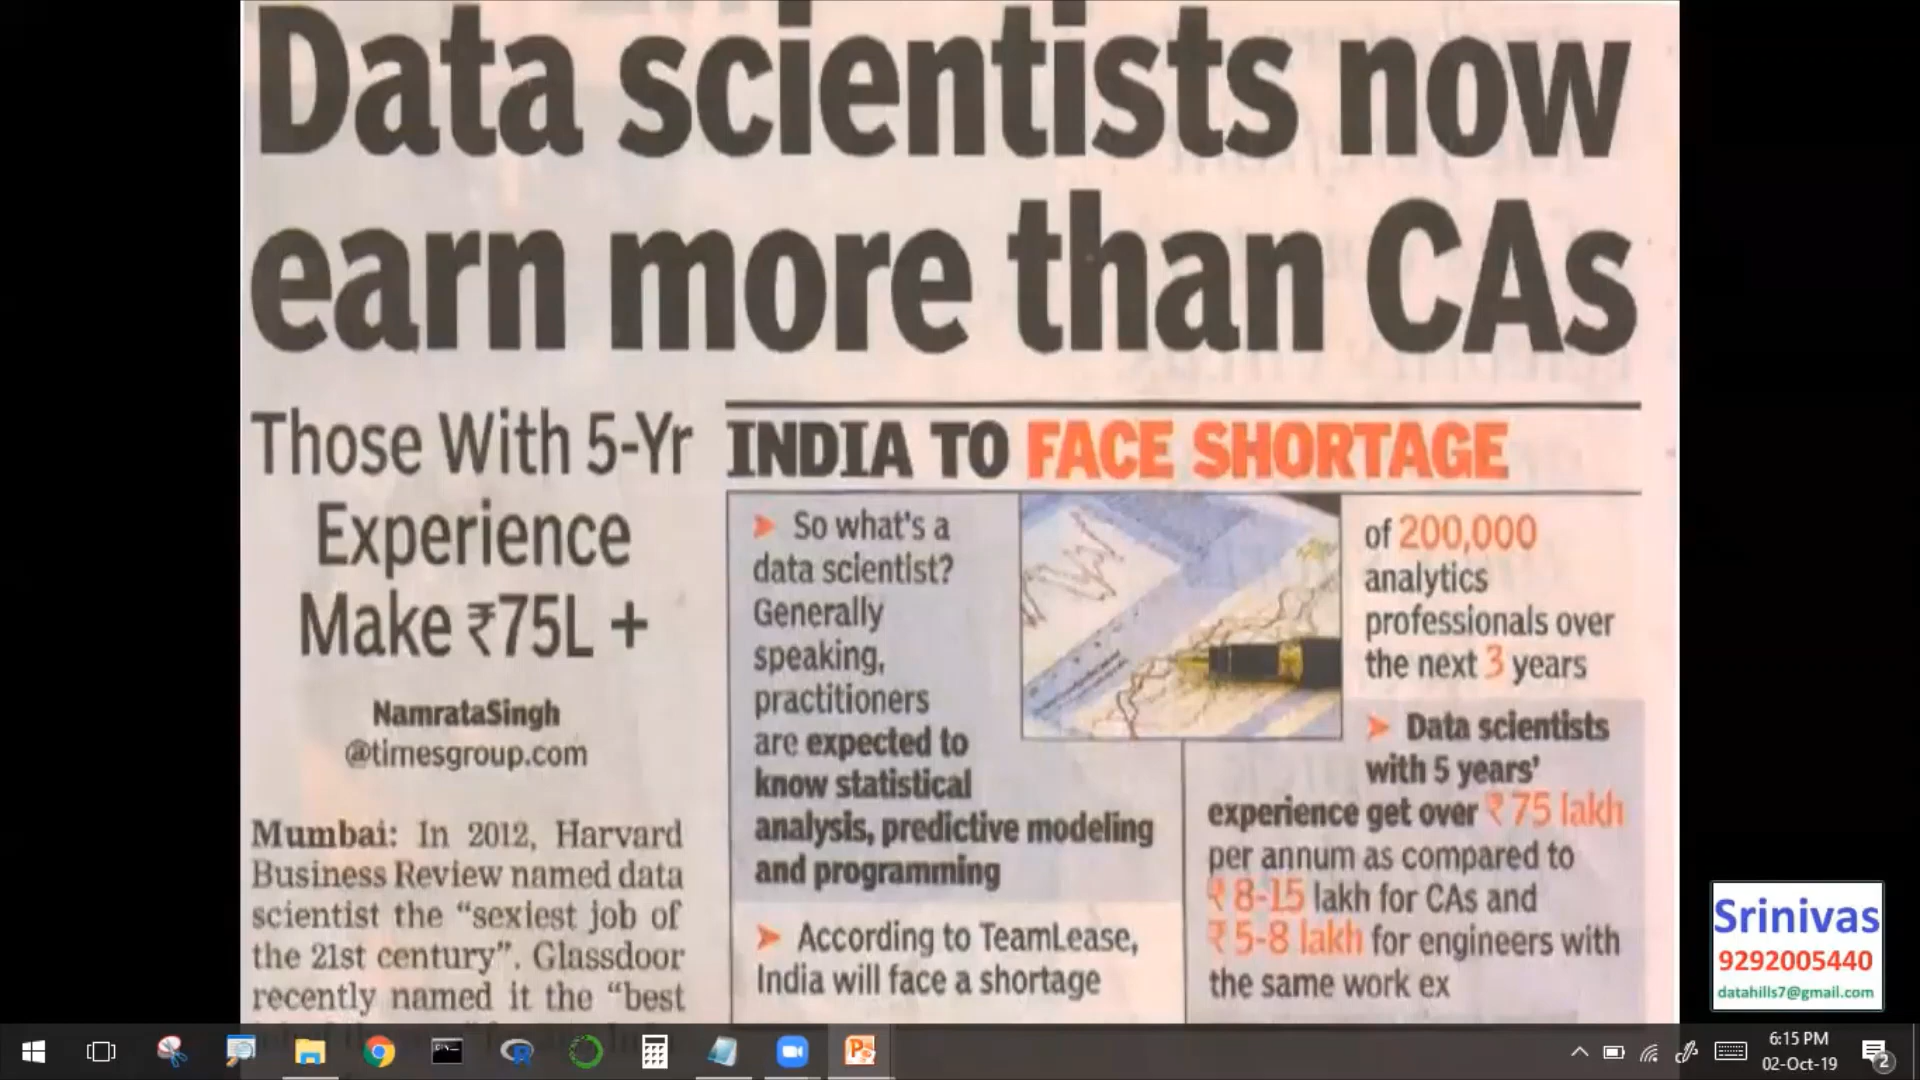 Data scientists now
earn more than CAs
Those With 5-Yr
Experience
Make ₹75L +
NamrataSingh
@timesgroup.com
Mumbai: In 2012, Harvard
Business Review named data
scientist the “sexiest job of
the 21st century”. Glassdoor
recently named it the “best
INDIA TO FACE SHORTAGE
➤ So what's a
data scientist?
Generally
speaking,
practitioners
are expected to
know statistical
analysis, predictive modeling
and programming
➤ According to TeamLease,
India will face a shortage
of 200,000
analytics
professionals over
the next 3 years
➤ Data scientists
with 5 years'
experience get over ₹75 lakh
per annum as compared to
₹8-15 lakh for CAs and
₹5-8 lakh for engineers with
the same work ex
Srinivas
9292005440
datahills7@gmail.com
6:15 PM
02-Oct-19
2